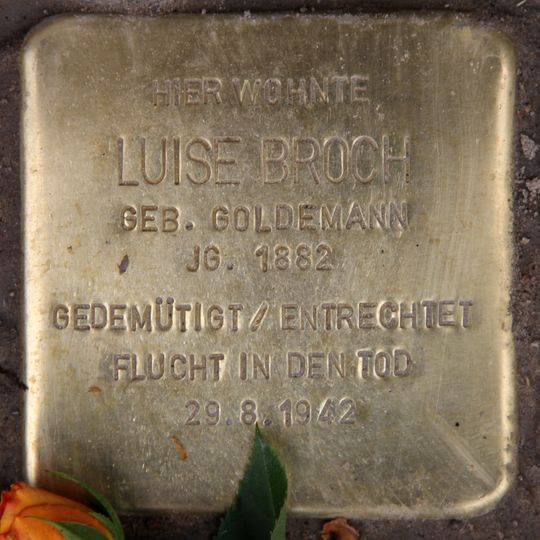 HIER WOHNTE
LUISE BROCH
GEB. GOLDEMANN
JG. 1882
GEDEMÜTIGT / ENTRECHTET
FLUCHT IN DEN TOD
29.8.1942